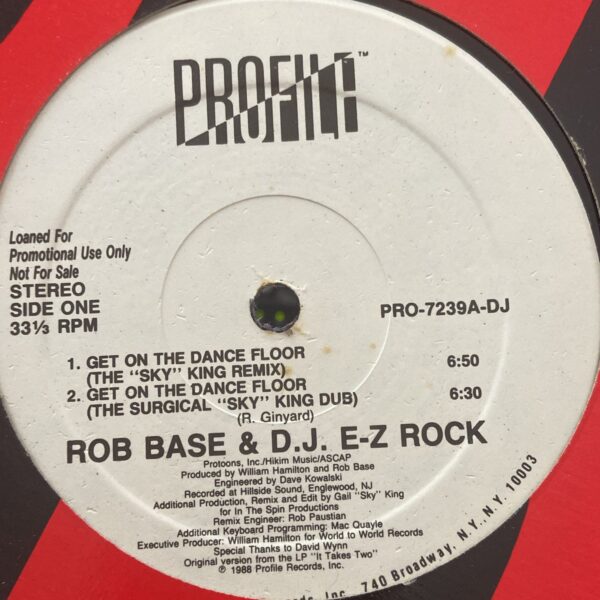 PROFILE™
Loaned For
Promotional Use Only
Not For Sale
STEREO
SIDE ONE
33⅓ RPM
PRO-7239A-DJ
1. GET ON THE DANCE FLOOR
(THE "SKY" KING REMIX) 6:50
2. GET ON THE DANCE FLOOR
(THE SURGICAL "SKY" KING DUB) 6:30
(R. Ginyard)
ROB BASE & D.J. E-Z ROCK
Protoons, Inc./Hikim Music/ASCAP
Produced by William Hamilton and Rob Base
Engineered by Dave Kowalski
Recorded at Hillside Sound, Englewood, NJ
Additional Production, Remix and Edit by Gail "Sky" King
for In The Spin Productions
Remix Engineer: Rob Paustian
Additional Keyboard Programming: Mac Quayle
Executive Producer: William Hamilton for World to World Records
Special Thanks to David Wynn
Original version from the LP "It Takes Two"
℗ 1988 Profile Records, Inc.
Inc. 740 Broadway, N.Y., N.Y. 10003